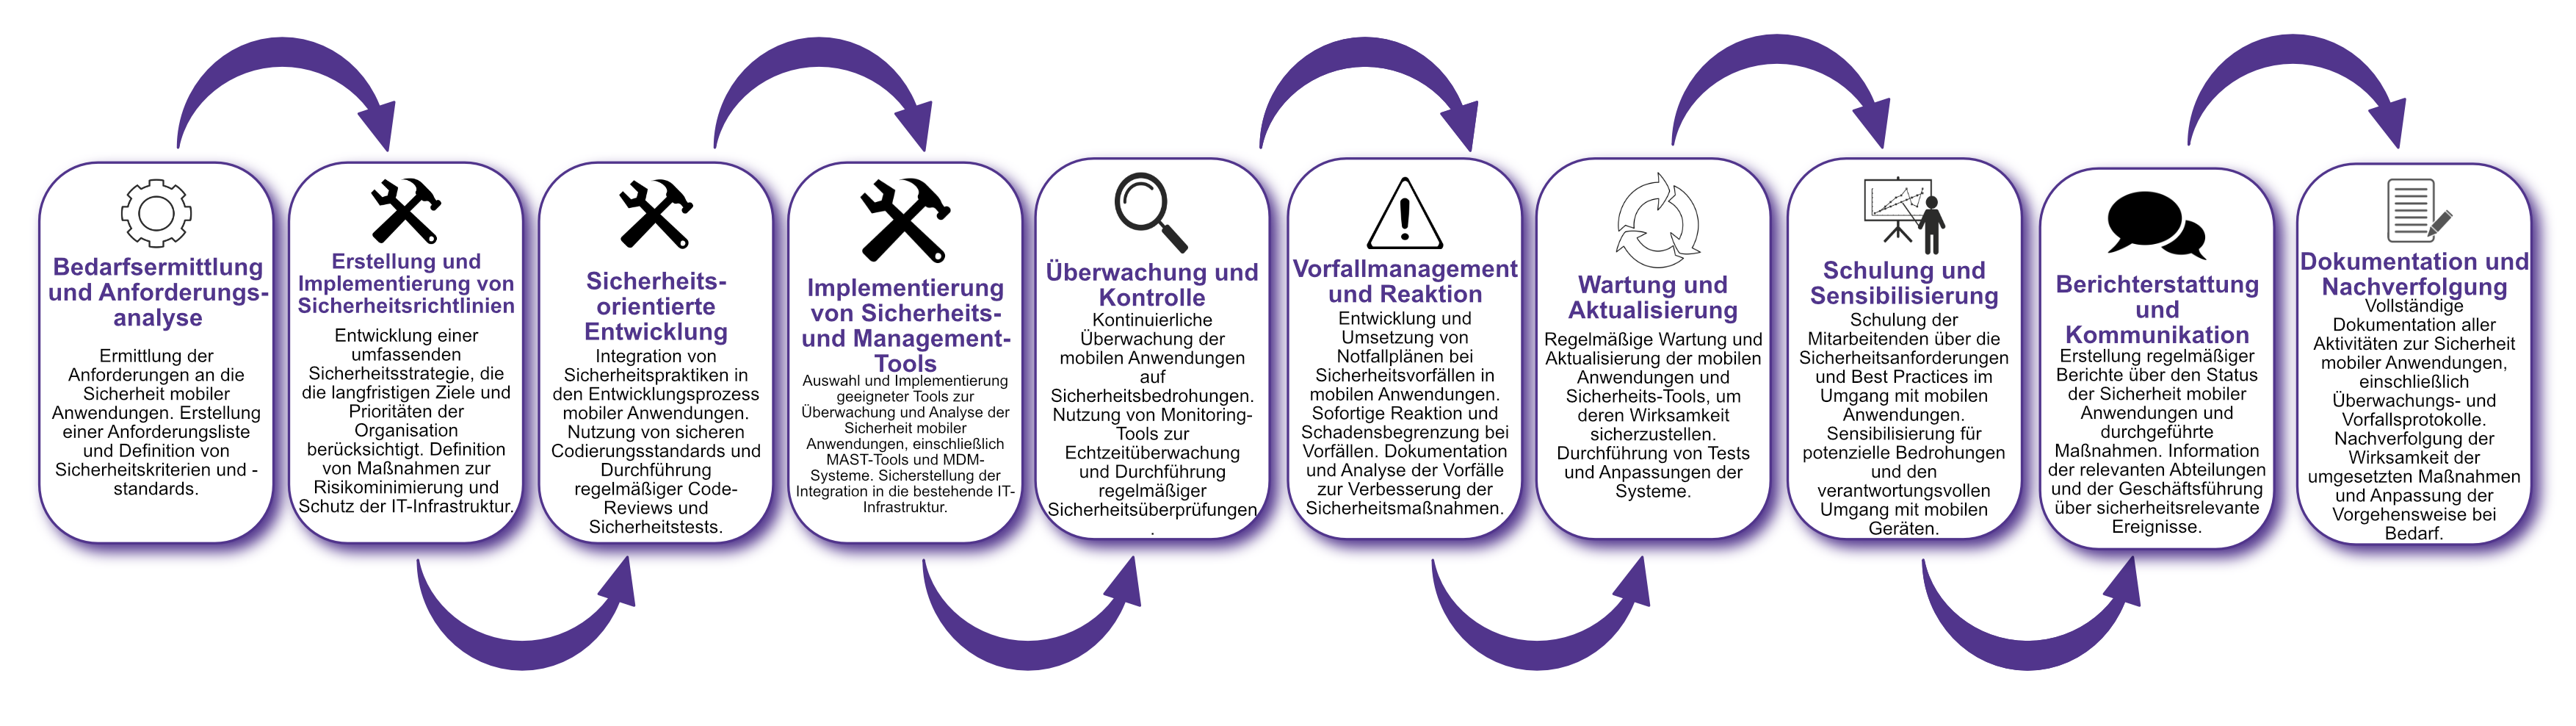 Bedarfsermittlung
und Anforderungs-
analyse
Ermittlung der
Anforderungen an die
Sicherheit mobiler
Anwendungen. Erstellung
einer Anforderungsliste
und Definition von
Sicherheitskriterien und -
standards.
Erstellung und
Implementierung von
Sicherheitsrichtlinien
Entwicklung einer
umfassenden
Sicherheitsstrategie, die
die langfristigen Ziele und
Prioritäten der
Organisation
berücksichtigt. Definition
von Maßnahmen zur
Risikominimierung und
Schutz der IT-Infrastruktur.
Sicherheits-
orientierte
Entwicklung
Integration von
Sicherheitspraktiken in
den Entwicklungsprozess
mobiler Anwendungen.
Nutzung von sicheren
Codierungsstandards und
Durchführung
regelmäßiger Code-
Reviews und
Sicherheitstests.
Implementierung
von Sicherheits-
und Management-
Tools
Auswahl und Implementierung
geeigneter Tools zur
Überwachung und Analyse der
Sicherheit mobiler
Anwendungen, einschließlich
MAST-Tools und MDM-
Systeme. Sicherstellung der
Integration in die bestehende IT-
Infrastruktur.
Überwachung und
Kontrolle
Kontinuierliche
Überwachung der
mobilen Anwendungen
auf
Sicherheitsbedrohungen.
Nutzung von Monitoring-
Tools zur
Echtzeitüberwachung
und Durchführung
regelmäßiger
Sicherheitsüberprüfungen
.
Vorfallmanagement
und Reaktion
Entwicklung und
Umsetzung von
Notfallplänen bei
Sicherheitsvorfällen in
mobilen Anwendungen.
Sofortige Reaktion und
Schadensbegrenzung bei
Vorfällen. Dokumentation
und Analyse der Vorfälle
zur Verbesserung der
Sicherheitsmaßnahmen.
Wartung und
Aktualisierung
Regelmäßige Wartung und
Aktualisierung der mobilen
Anwendungen und
Sicherheits-Tools, um
deren Wirksamkeit
sicherzustellen.
Durchführung von Tests
und Anpassungen der
Systeme.
Schulung und
Sensibilisierung
Schulung der
Mitarbeitenden über die
Sicherheitsanforderungen
und Best Practices im
Umgang mit mobilen
Anwendungen.
Sensibilisierung für
potenzielle Bedrohungen
und den
verantwortungsvollen
Umgang mit mobilen
Geräten.
Berichterstattung
und
Kommunikation
Erstellung regelmäßiger
Berichte über den Status
der Sicherheit mobiler
Anwendungen und
durchgeführte
Maßnahmen. Information
der relevanten Abteilungen
und der Geschäftsführung
über sicherheitsrelevante
Ereignisse.
Dokumentation und
Nachverfolgung
Vollständige
Dokumentation aller
Aktivitäten zur Sicherheit
mobiler Anwendungen,
einschließlich
Überwachungs- und
Vorfallsprotokolle.
Nachverfolgung der
Wirksamkeit der
umgesetzten Maßnahmen
und Anpassung der
Vorgehensweise bei
Bedarf.